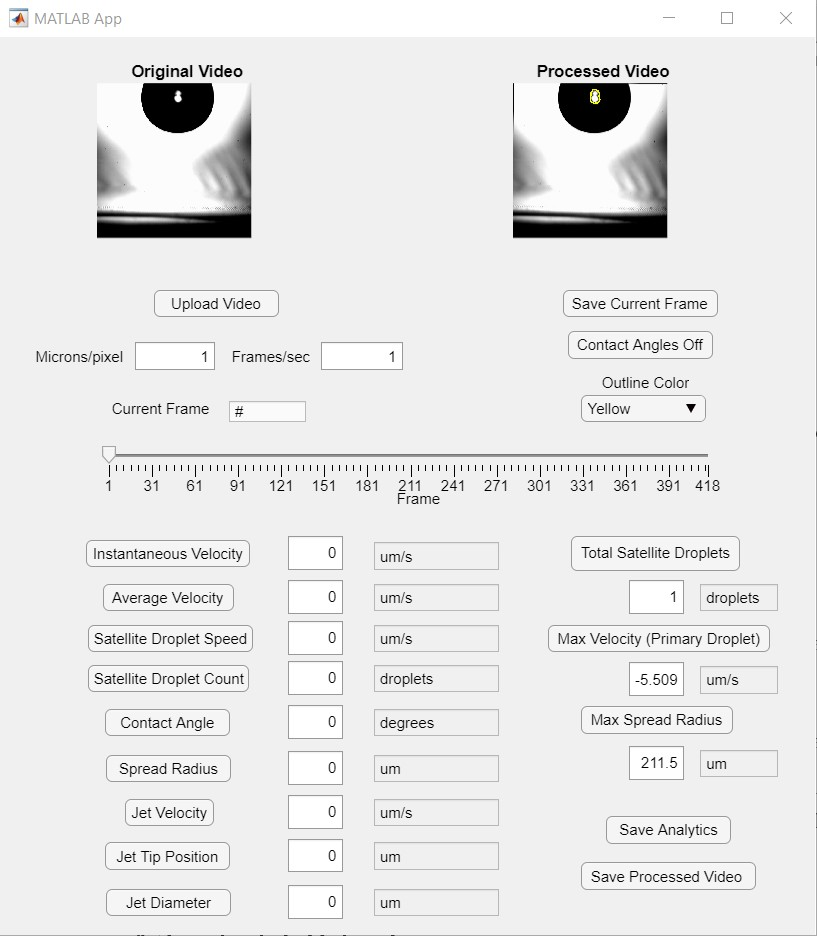 MATLAB App
Original Video Processed Video
Upload Video Save Current Frame
Contact Angles Off
Microns/pixel 1 Frames/sec 1
Outline Color
Current Frame # Yellow
1 31 61 91 121 151 181 211 241 271 301 331 361 391 418
Frame
Instantaneous Velocity 0 um/s Total Satellite Droplets
Average Velocity 0 um/s 1 droplets
Satellite Droplet Speed 0 um/s Max Velocity (Primary Droplet)
Satellite Droplet Count 0 droplets -5.509 um/s
Contact Angle 0 degrees Max Spread Radius
Spread Radius 0 um 211.5 um
Jet Velocity 0 um/s
Save Analytics
Jet Tip Position 0 um
Save Processed Video
Jet Diameter 0 um